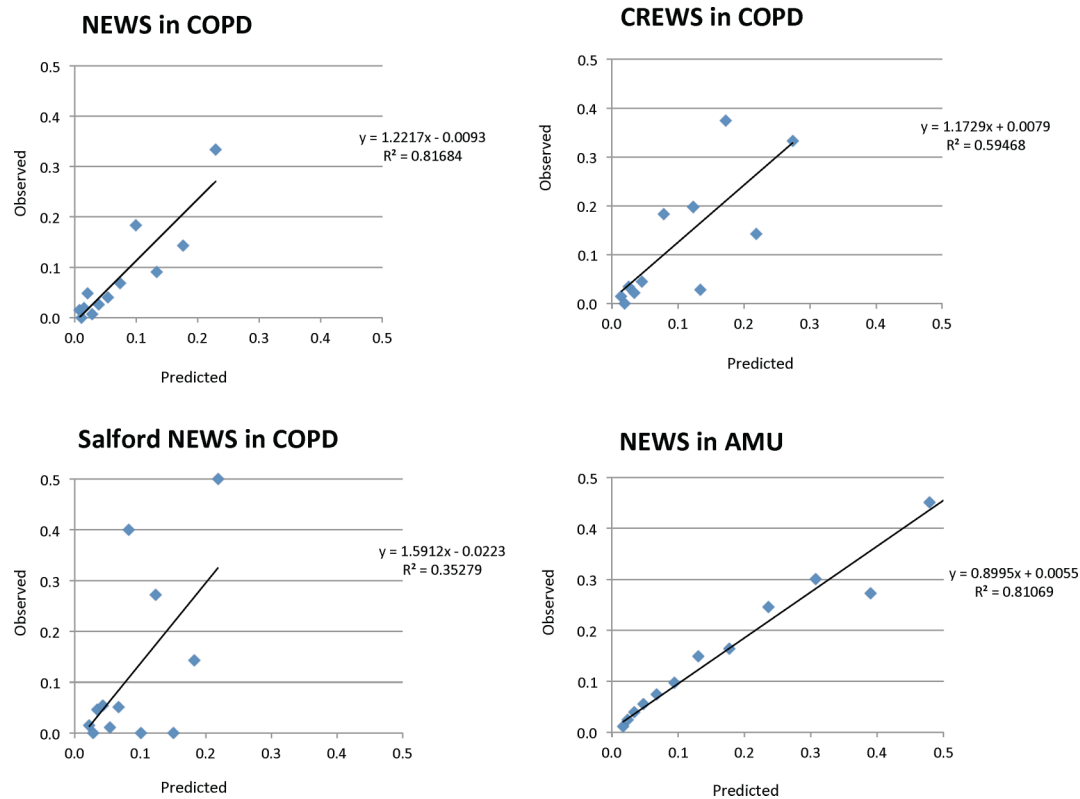 NEWS in COPD
0.5
0.4
0.3
0.2
0.1
0.0
0.0 0.1 0.2 0.3 0.4 0.5
Observed
Predicted
y = 1.2217x - 0.0093
R² = 0.81684
CREWS in COPD
0.5
0.4
0.3
0.2
0.1
0.0
0.0 0.1 0.2 0.3 0.4 0.5
Observed
Predicted
y = 1.1729x + 0.0079
R² = 0.59468
Salford NEWS in COPD
0.5
0.4
0.3
0.2
0.1
0.0
0.0 0.1 0.2 0.3 0.4 0.5
Observed
Predicted
y = 1.5912x - 0.0223
R² = 0.35279
NEWS in AMU
0.5
0.4
0.3
0.2
0.1
0.0
0.0 0.1 0.2 0.3 0.4 0.5
Observed
Predicted
y = 0.8995x + 0.0055
R² = 0.81069